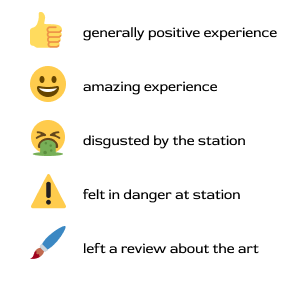 generally positive experience
amazing experience
disgusted by the station
felt in danger at station
left a review about the art